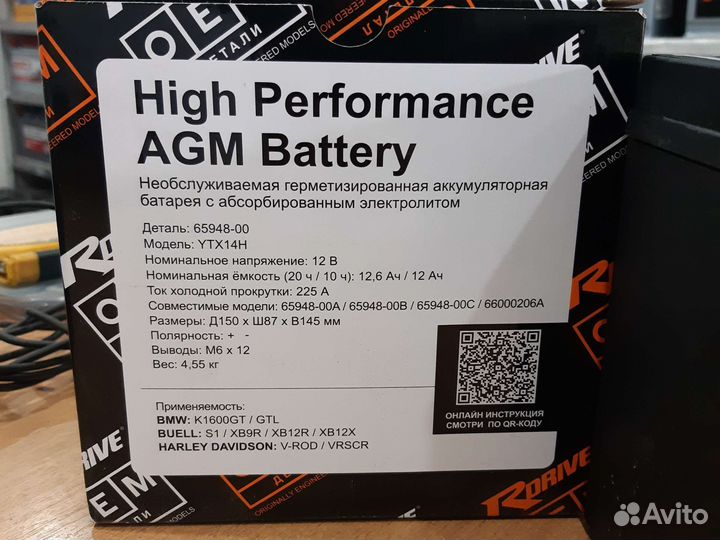 High Performance
AGM Battery
Необслуживаемая герметизированная аккумуляторная
батарея с абсорбированным электролитом
Деталь: 65948-00
Модель: YTX14H
Номинальное напряжение: 12 В
Номинальная ёмкость (20 ч / 10 ч): 12,6 Ач / 12 Ач
Ток холодной прокрутки: 225 А
Совместимые модели: 65948-00A / 65948-00B / 65948-00C / 66000206A
Размеры: Д150 х Ш87 х В145 мм
Полярность: + -
Выводы: М6 х 12
Вес: 4,55 кг
ОНЛАЙН ИНСТРУКЦИЯ
СМОТРИ ПО QR-КОДУ
Применяемость:
BMW: K1600GT / GTL
BUELL: S1 / XB9R / XB12R / XB12X
HARLEY DAVIDSON: V-ROD / VRSCR
RDRIVE
OEM
ДЕТАЛИ
Avito